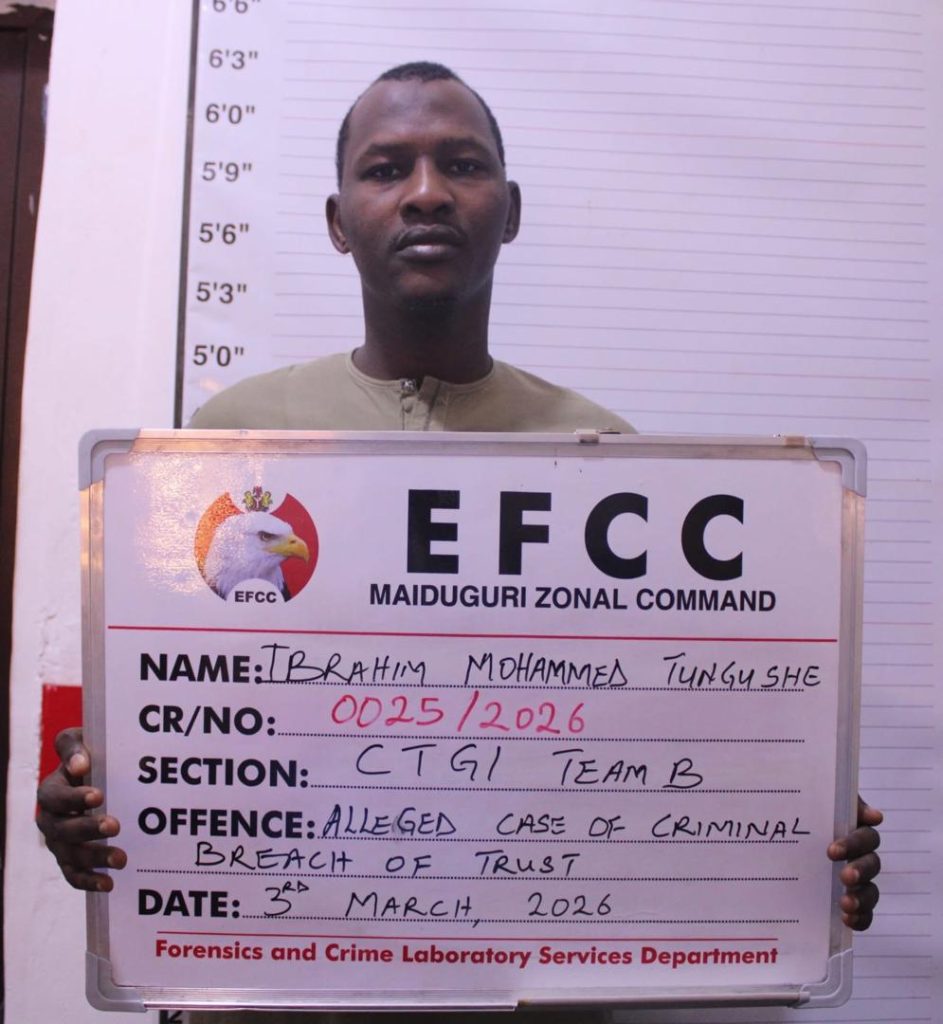 6'6"
6'3"
6'0"
5'9"
5'6"
5'3"
5'0"
EFCC
EFCC
MAIDUGURI ZONAL COMMAND
NAME: IBRAHIM MOHAMMED TUNGUSHE
CR/NO: 0025/2026
SECTION: CTGI TEAM B
OFFENCE: ALLEGED CASE OF CRIMINAL
BREACH OF TRUST
DATE: 3RD MARCH, 2026
Forensics and Crime Laboratory Services Department